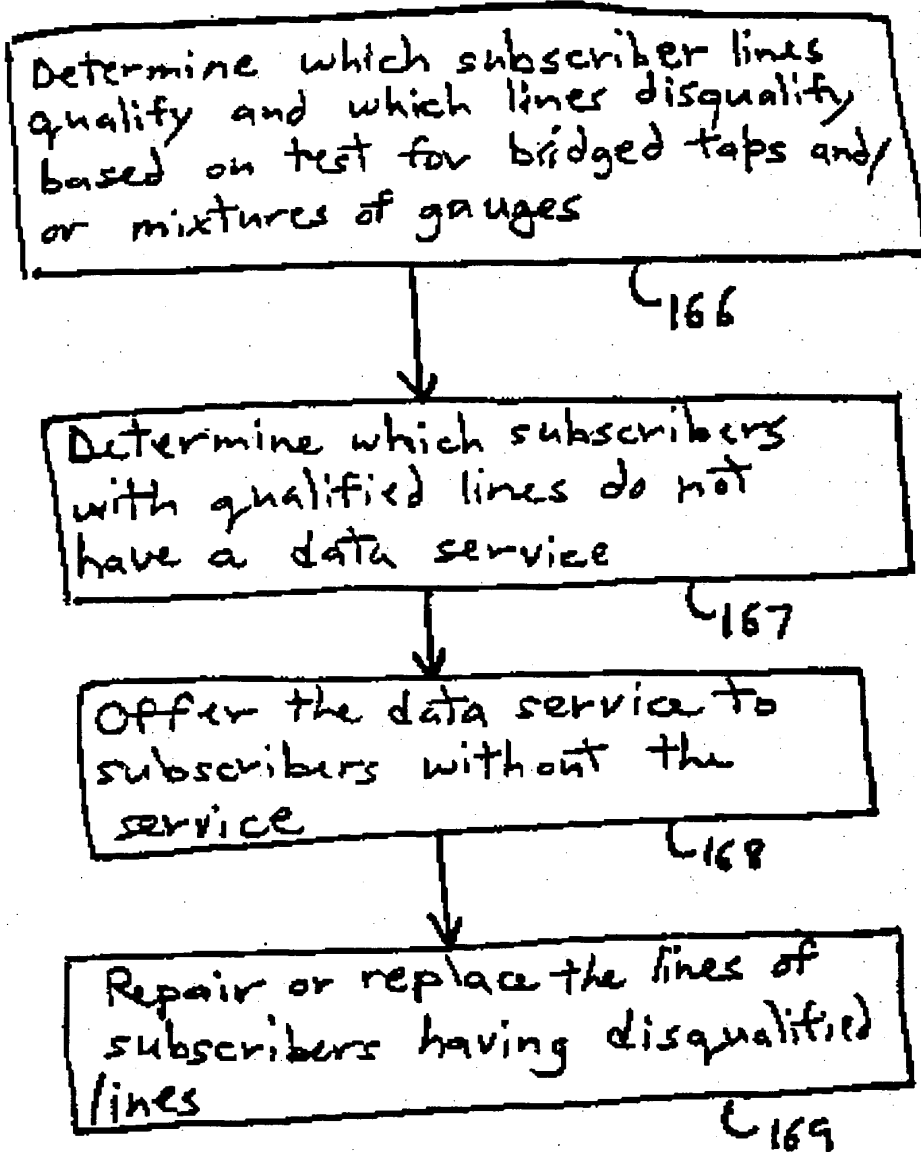 Determine which subscriber lines
qualify and which lines disqualify
based on test for bridged taps and/
or mixtures of gauges
166
Determine which subscribers
with qualified lines do not
have a data service
167
Offer the data service to
subscribers without the
service
168
Repair or replace the lines of
subscribers having disqualified
lines
169